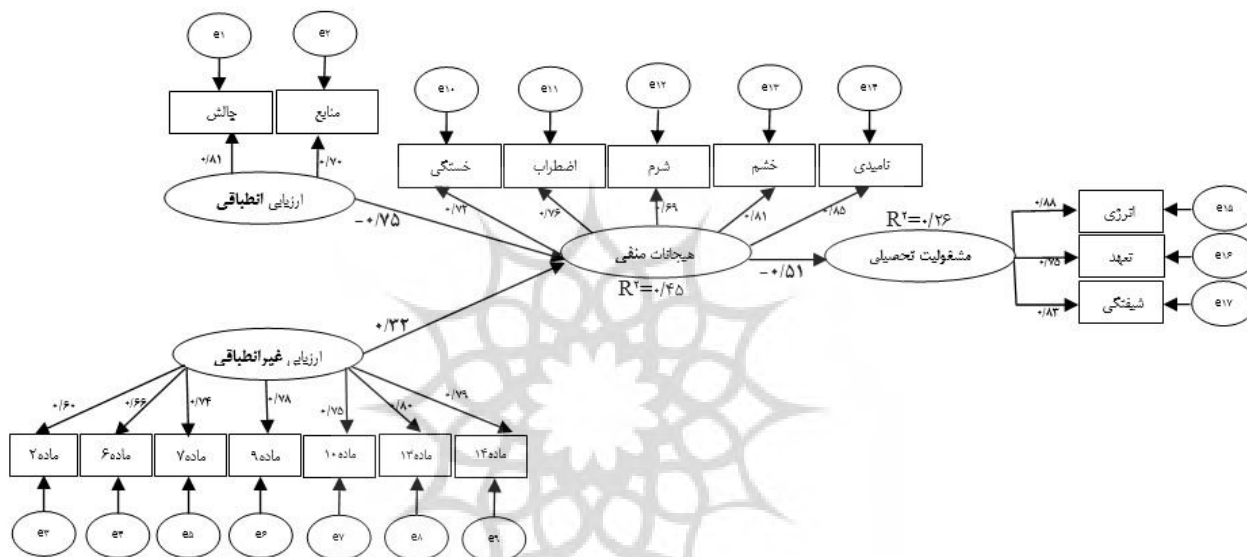 e۱ e۲
چالش منابع
۰/۸۱ ۰/۷۰
ارزیابی انطباقی
e۱۰ e۱۱ e۱۲ e۱۳ e۱۴
خستگی اضطراب شرم خشم ناامیدی
۰/۷۲ ۰/۷۶ ۰/۶۹ ۰/۸۱ ۰/۸۵
-۰/۷۵
هیجانات منفی
R۲=۰/۴۵
-۰/۵۱
R۲=۰/۲۶
مشغولیت تحصیلی
۰/۸۸ انرژی e۱۵
۰/۷۵ تعهد e۱۶
۰/۸۳ شیفتگی e۱۷
۰/۳۲
ارزیابی غیرانطباقی
۰/۶۰ ۰/۶۶ ۰/۷۴ ۰/۷۸ ۰/۷۵ ۰/۸۰ ۰/۷۹
ماده۲ ماده۶ ماده۷ ماده۹ ماده۱۰ ماده۱۳ ماده۱۴
e۳ e۴ e۵ e۶ e۷ e۸ e۹